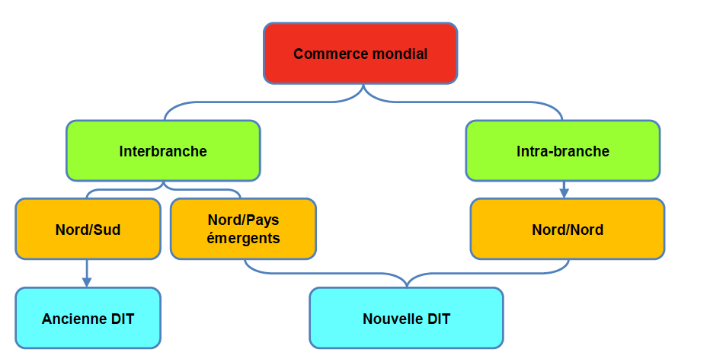 Commerce mondial
Interbranche
Intra-branche
Nord/Sud
Nord/Pays
émergents
Nord/Nord
Ancienne DIT
Nouvelle DIT